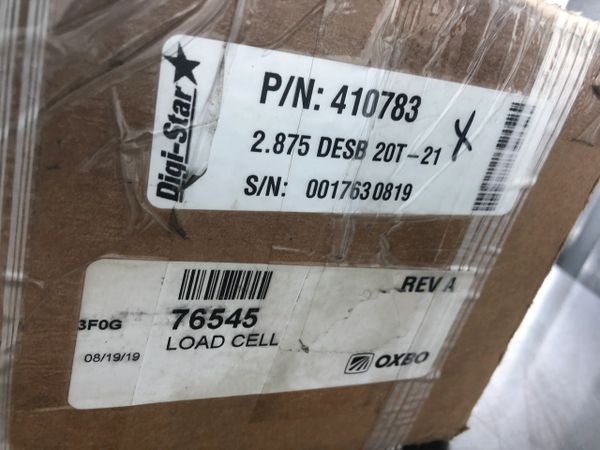 Digi-Star
P/N: 410783
2.875 DESB 20T-21 X
S/N: 0017630819
REV A
3F0G 76545
08/19/19 LOAD CELL
OXBO